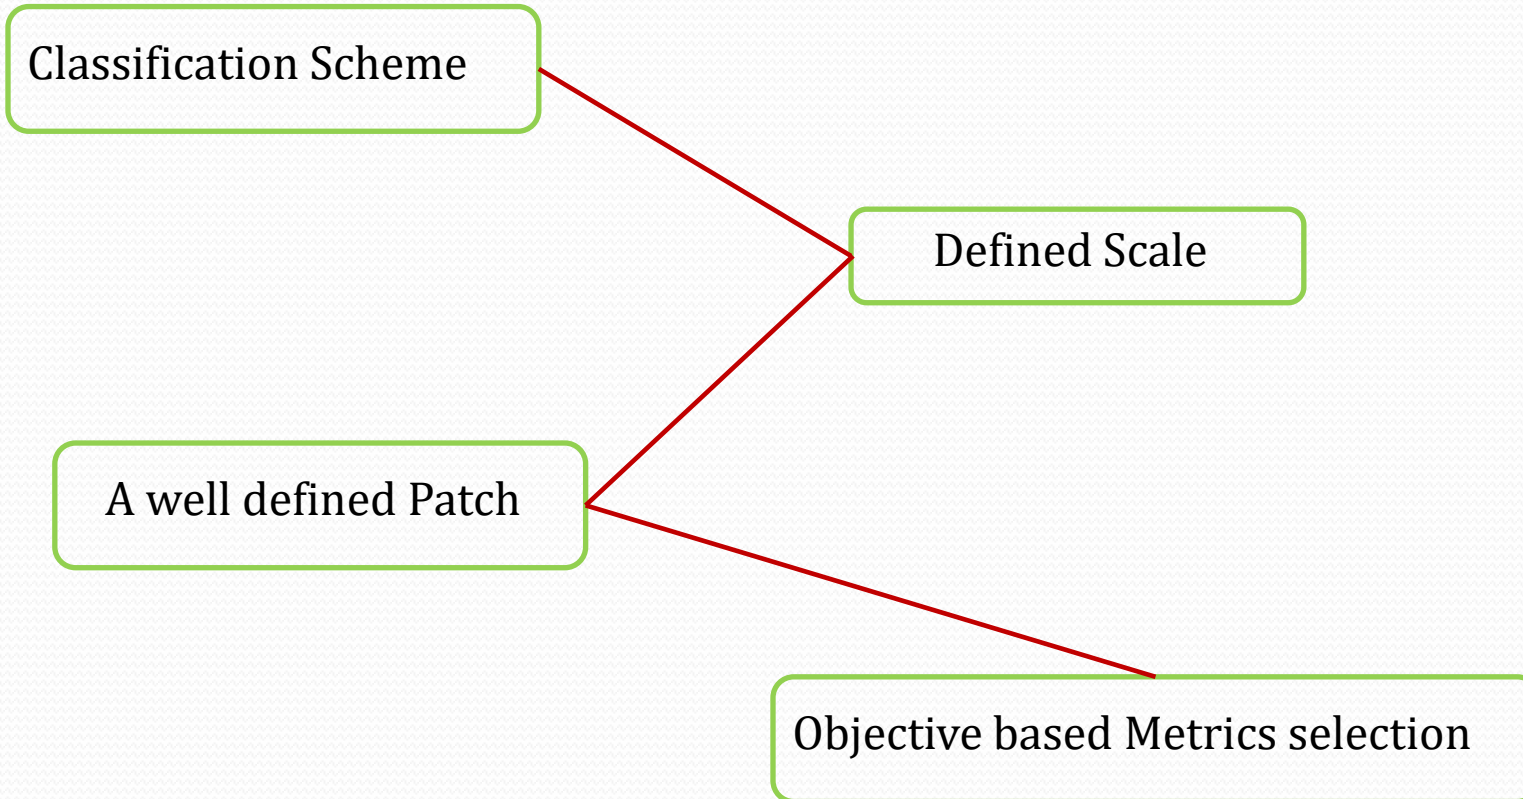 Classification Scheme
Defined Scale
A well defined Patch
Objective based Metrics selection